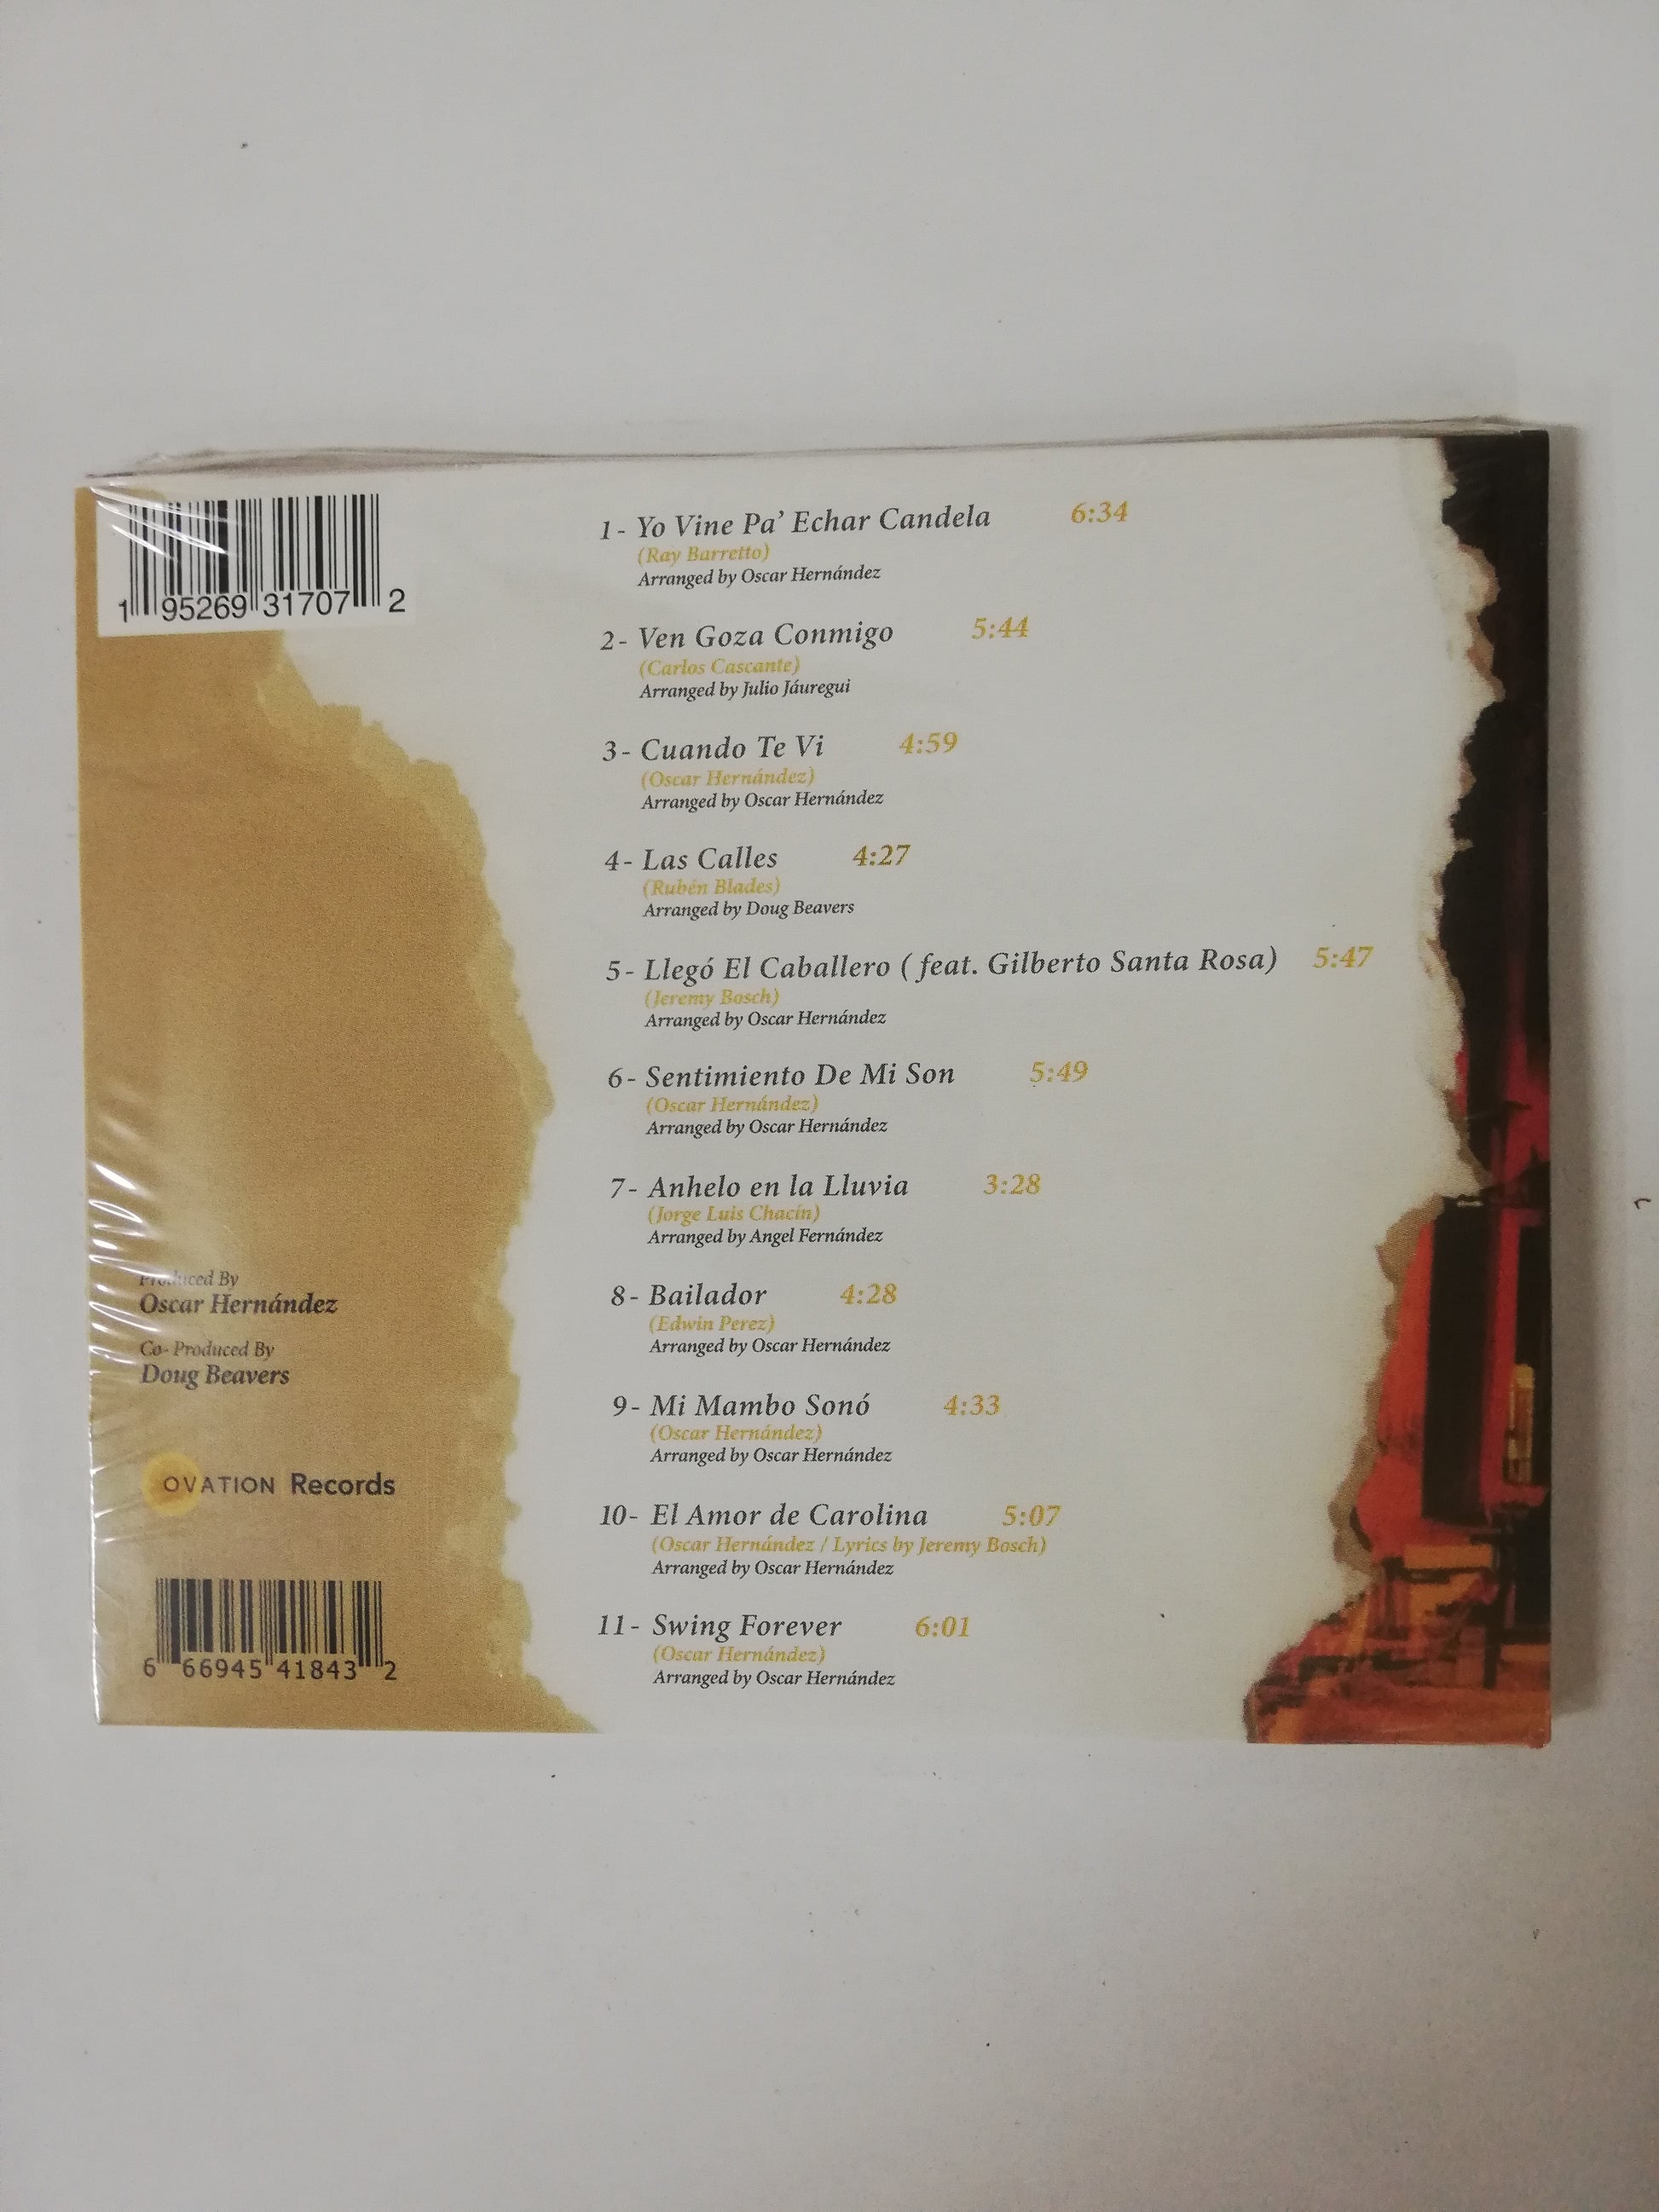 1 95269 31707 2
1- Yo Vine Pa' Echar Candela 6:34
(Ray Barretto)
Arranged by Oscar Hernández
2- Ven Goza Conmigo 5:44
(Carlos Cascante)
Arranged by Julio Jáuregui
3- Cuando Te Vi 4:59
(Oscar Hernández)
Arranged by Oscar Hernández
4- Las Calles 4:27
(Rubén Blades)
Arranged by Doug Beavers
5- Llegó El Caballero ( feat. Gilberto Santa Rosa) 5:47
(Jeremy Bosch)
Arranged by Oscar Hernández
6- Sentimiento De Mi Son 5:49
(Oscar Hernández)
Arranged by Oscar Hernández
7- Anhelo en la Lluvia 3:28
(Jorge Luis Chacín)
Arranged by Angel Fernández
8- Bailador 4:28
(Edwin Perez)
Arranged by Oscar Hernández
9- Mi Mambo Sonó 4:33
(Oscar Hernández)
Arranged by Oscar Hernández
10- El Amor de Carolina 5:07
(Oscar Hernández / Lyrics by Jeremy Bosch)
Arranged by Oscar Hernández
11- Swing Forever 6:01
(Oscar Hernández)
Arranged by Oscar Hernández
Produced By
Oscar Hernández
Co- Produced By
Doug Beavers
OVATION Records
6 66945 41843 2